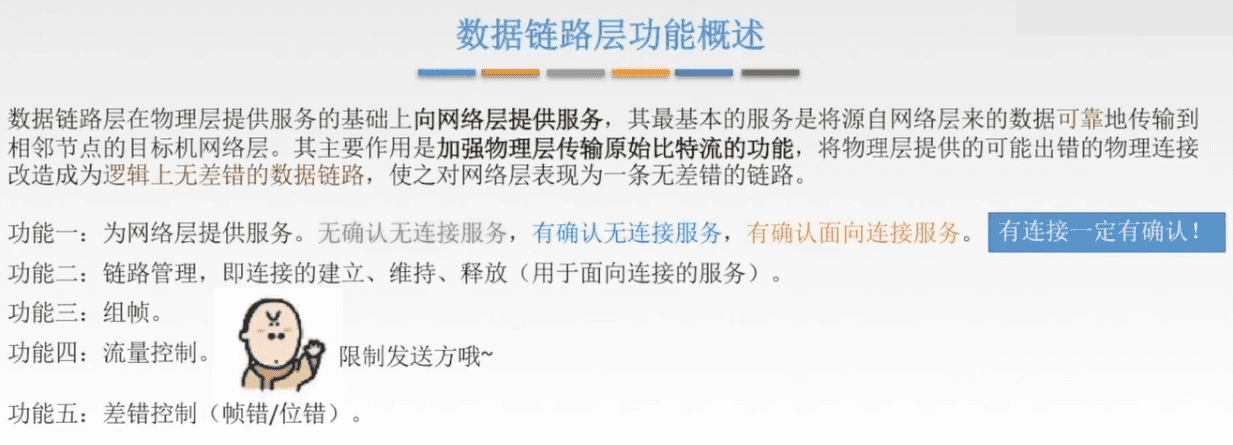 数据链路层功能概述
数据链路层在物理层提供服务的基础上向网络层提供服务，其最基本的服务是将源自网络层来的数据可靠地传输到
相邻节点的目标机网络层。其主要作用是加强物理层传输原始比特流的功能，将物理层提供的可能出错的物理连接
改造成为逻辑上无差错的数据链路，使之对网络层表现为一条无差错的链路。
功能一：为网络层提供服务。无确认无连接服务，有确认无连接服务，有确认面向连接服务。 有连接一定有确认！
功能二：链路管理，即连接的建立、维持、释放（用于面向连接的服务）。
功能三：组帧。
功能四：流量控制。 限制发送方哦~
功能五：差错控制（帧错/位错）。